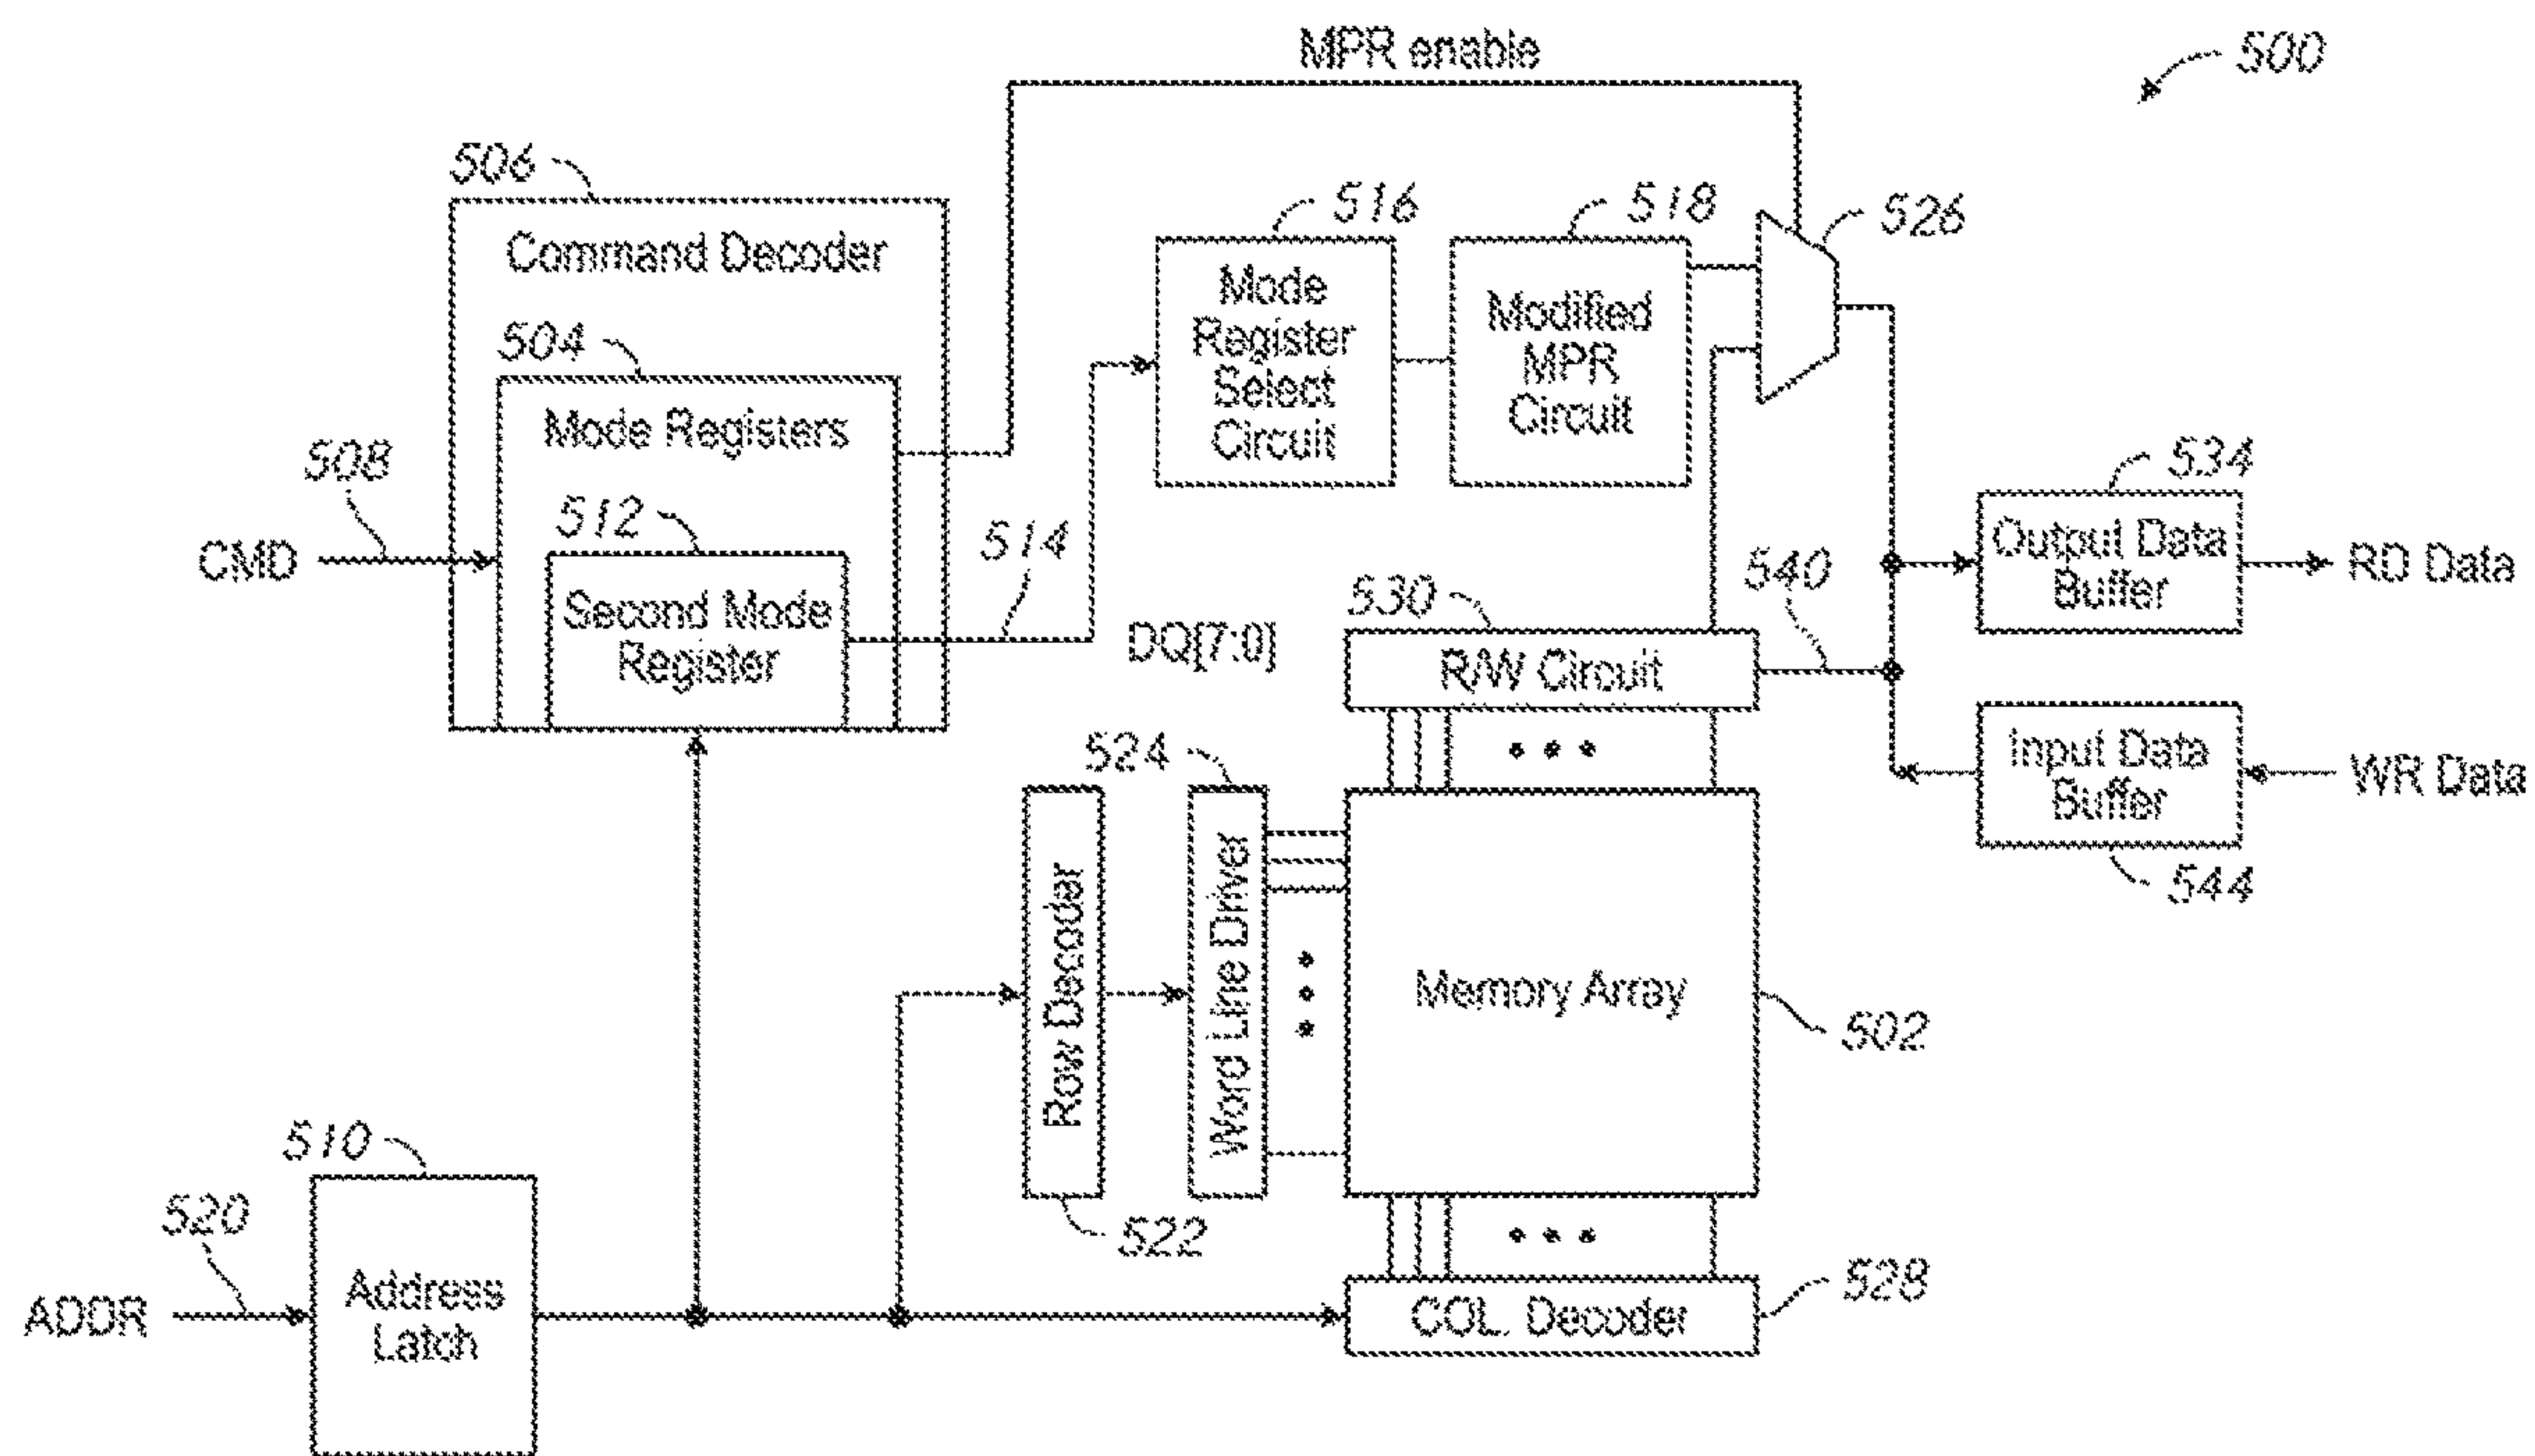 MPR enable
500
506
Command Decoder
516
518
526
504
Mode Registers
Mode
Register
Select
Circuit
Modified
MPR
Circuit
508
CMD
512
Second Mode
Register
514
DQ[7:0]
530
R/W Circuit
540
534
Output Data
Buffer
RD Data
Input Data
Buffer
WR Data
544
524
Row Decoder
Word Line Driver
Memory Array
502
522
510
520
ADDR
Address
Latch
COL. Decoder
528